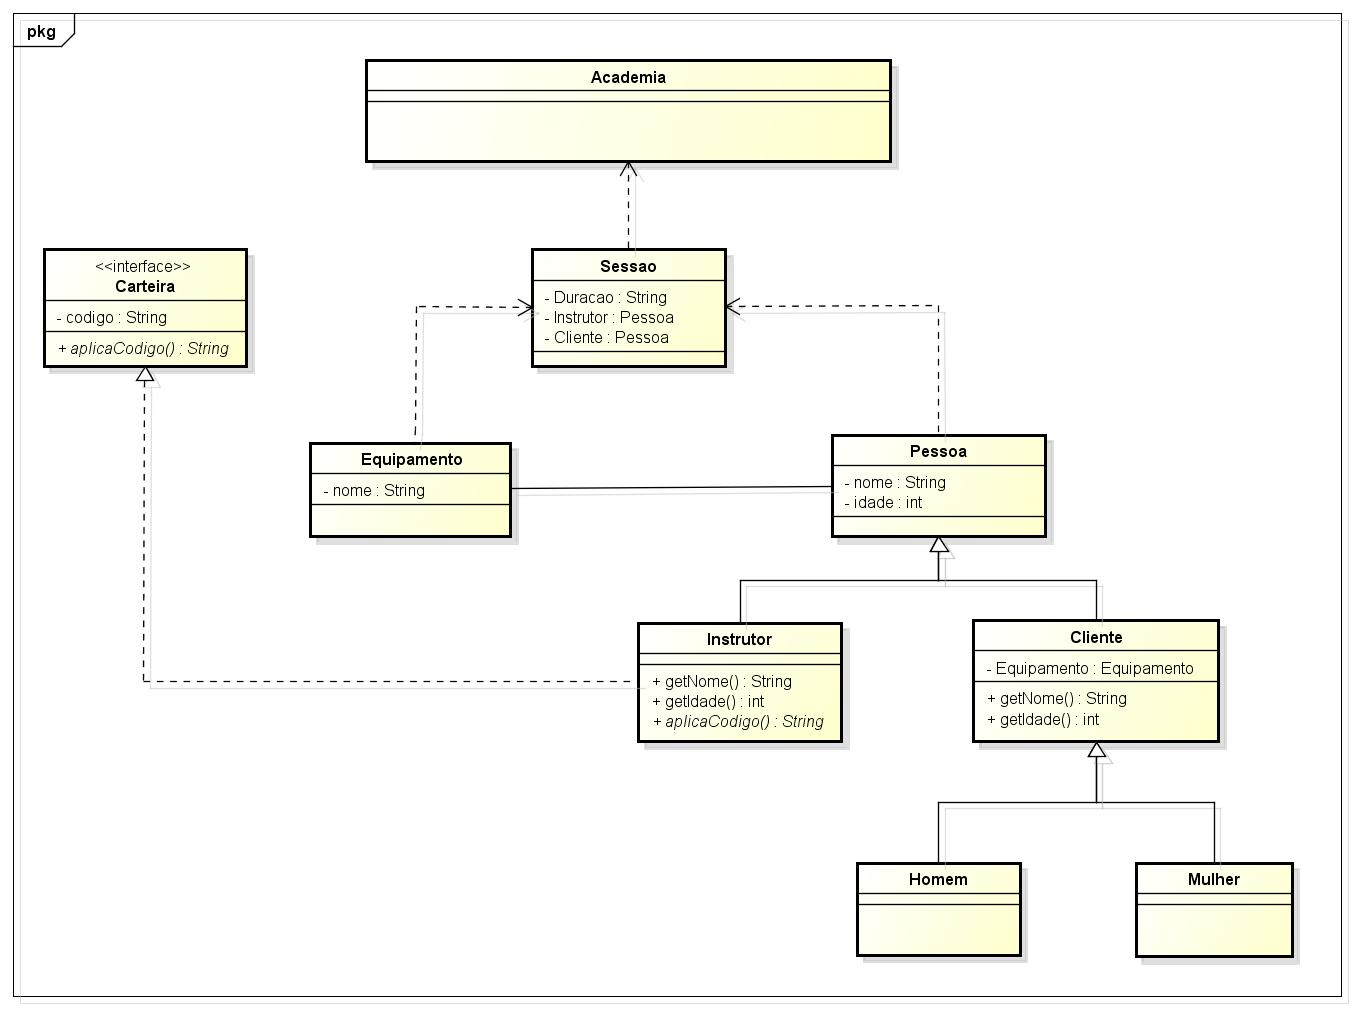 pkg
Academia
<<interface>>
Carteira
- codigo : String
+ aplicaCodigo() : String
Sessao
- Duracao : String
- Instrutor : Pessoa
- Cliente : Pessoa
Equipamento
- nome : String
Pessoa
- nome : String
- idade : int
Instrutor
+ getNome() : String
+ getIdade() : int
+ aplicaCodigo() : String
Cliente
- Equipamento : Equipamento
+ getNome() : String
+ getIdade() : int
Homem
Mulher